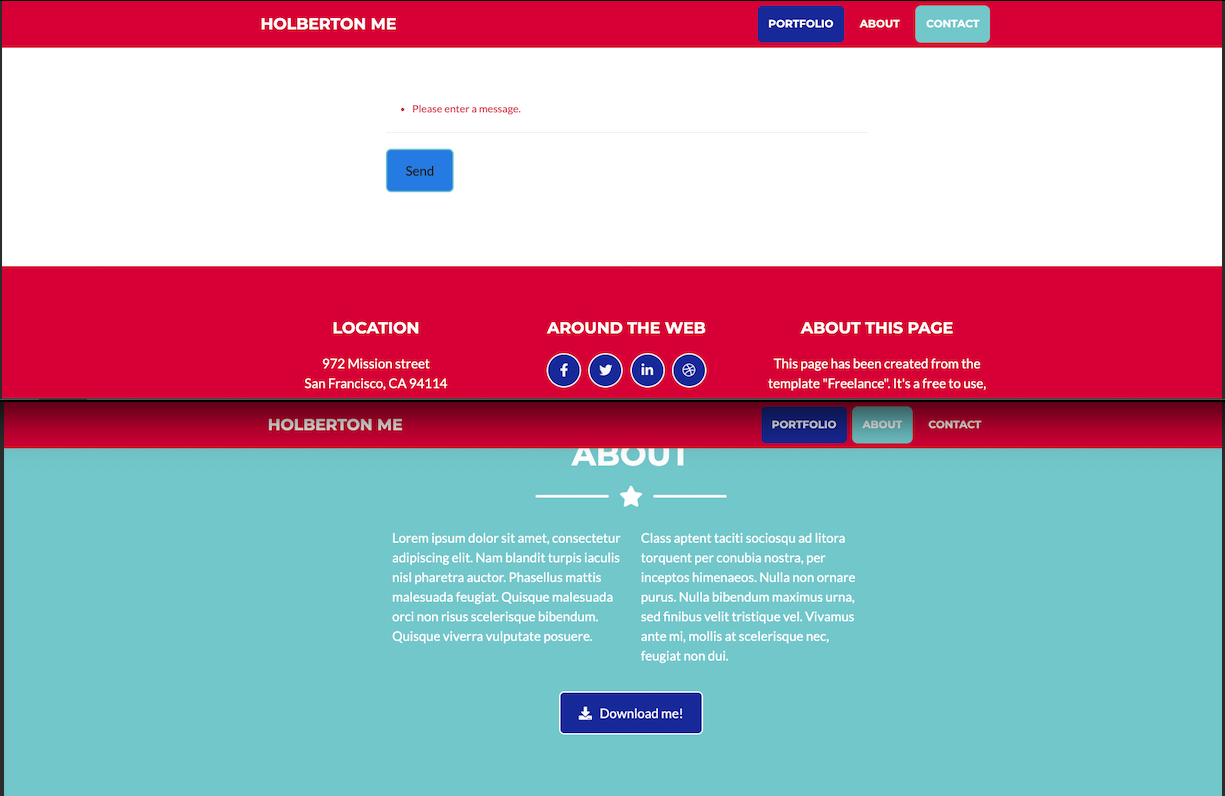 HOLBERTON ME
PORTFOLIO
ABOUT
CONTACT
Please enter a message.
Send
LOCATION
972 Mission street
San Francisco, CA 94114
AROUND THE WEB
ABOUT THIS PAGE
This page has been created from the
template "Freelance". It's a free to use,
HOLBERTON ME
PORTFOLIO
ABOUT
CONTACT
ABOUT
Lorem ipsum dolor sit amet, consectetur
adipiscing elit. Nam blandit turpis iaculis
nisl pharetra auctor. Phasellus mattis
malesuada feugiat. Quisque malesuada
orci non risus scelerisque bibendum.
Quisque viverra vulputate posuere.
Class aptent taciti sociosqu ad litora
torquent per conubia nostra, per
inceptos himenaeos. Nulla non ornare
purus. Nulla bibendum maximus urna,
sed finibus velit tristique vel. Vivamus
ante mi, mollis at scelerisque nec,
feugiat non dui.
Download me!